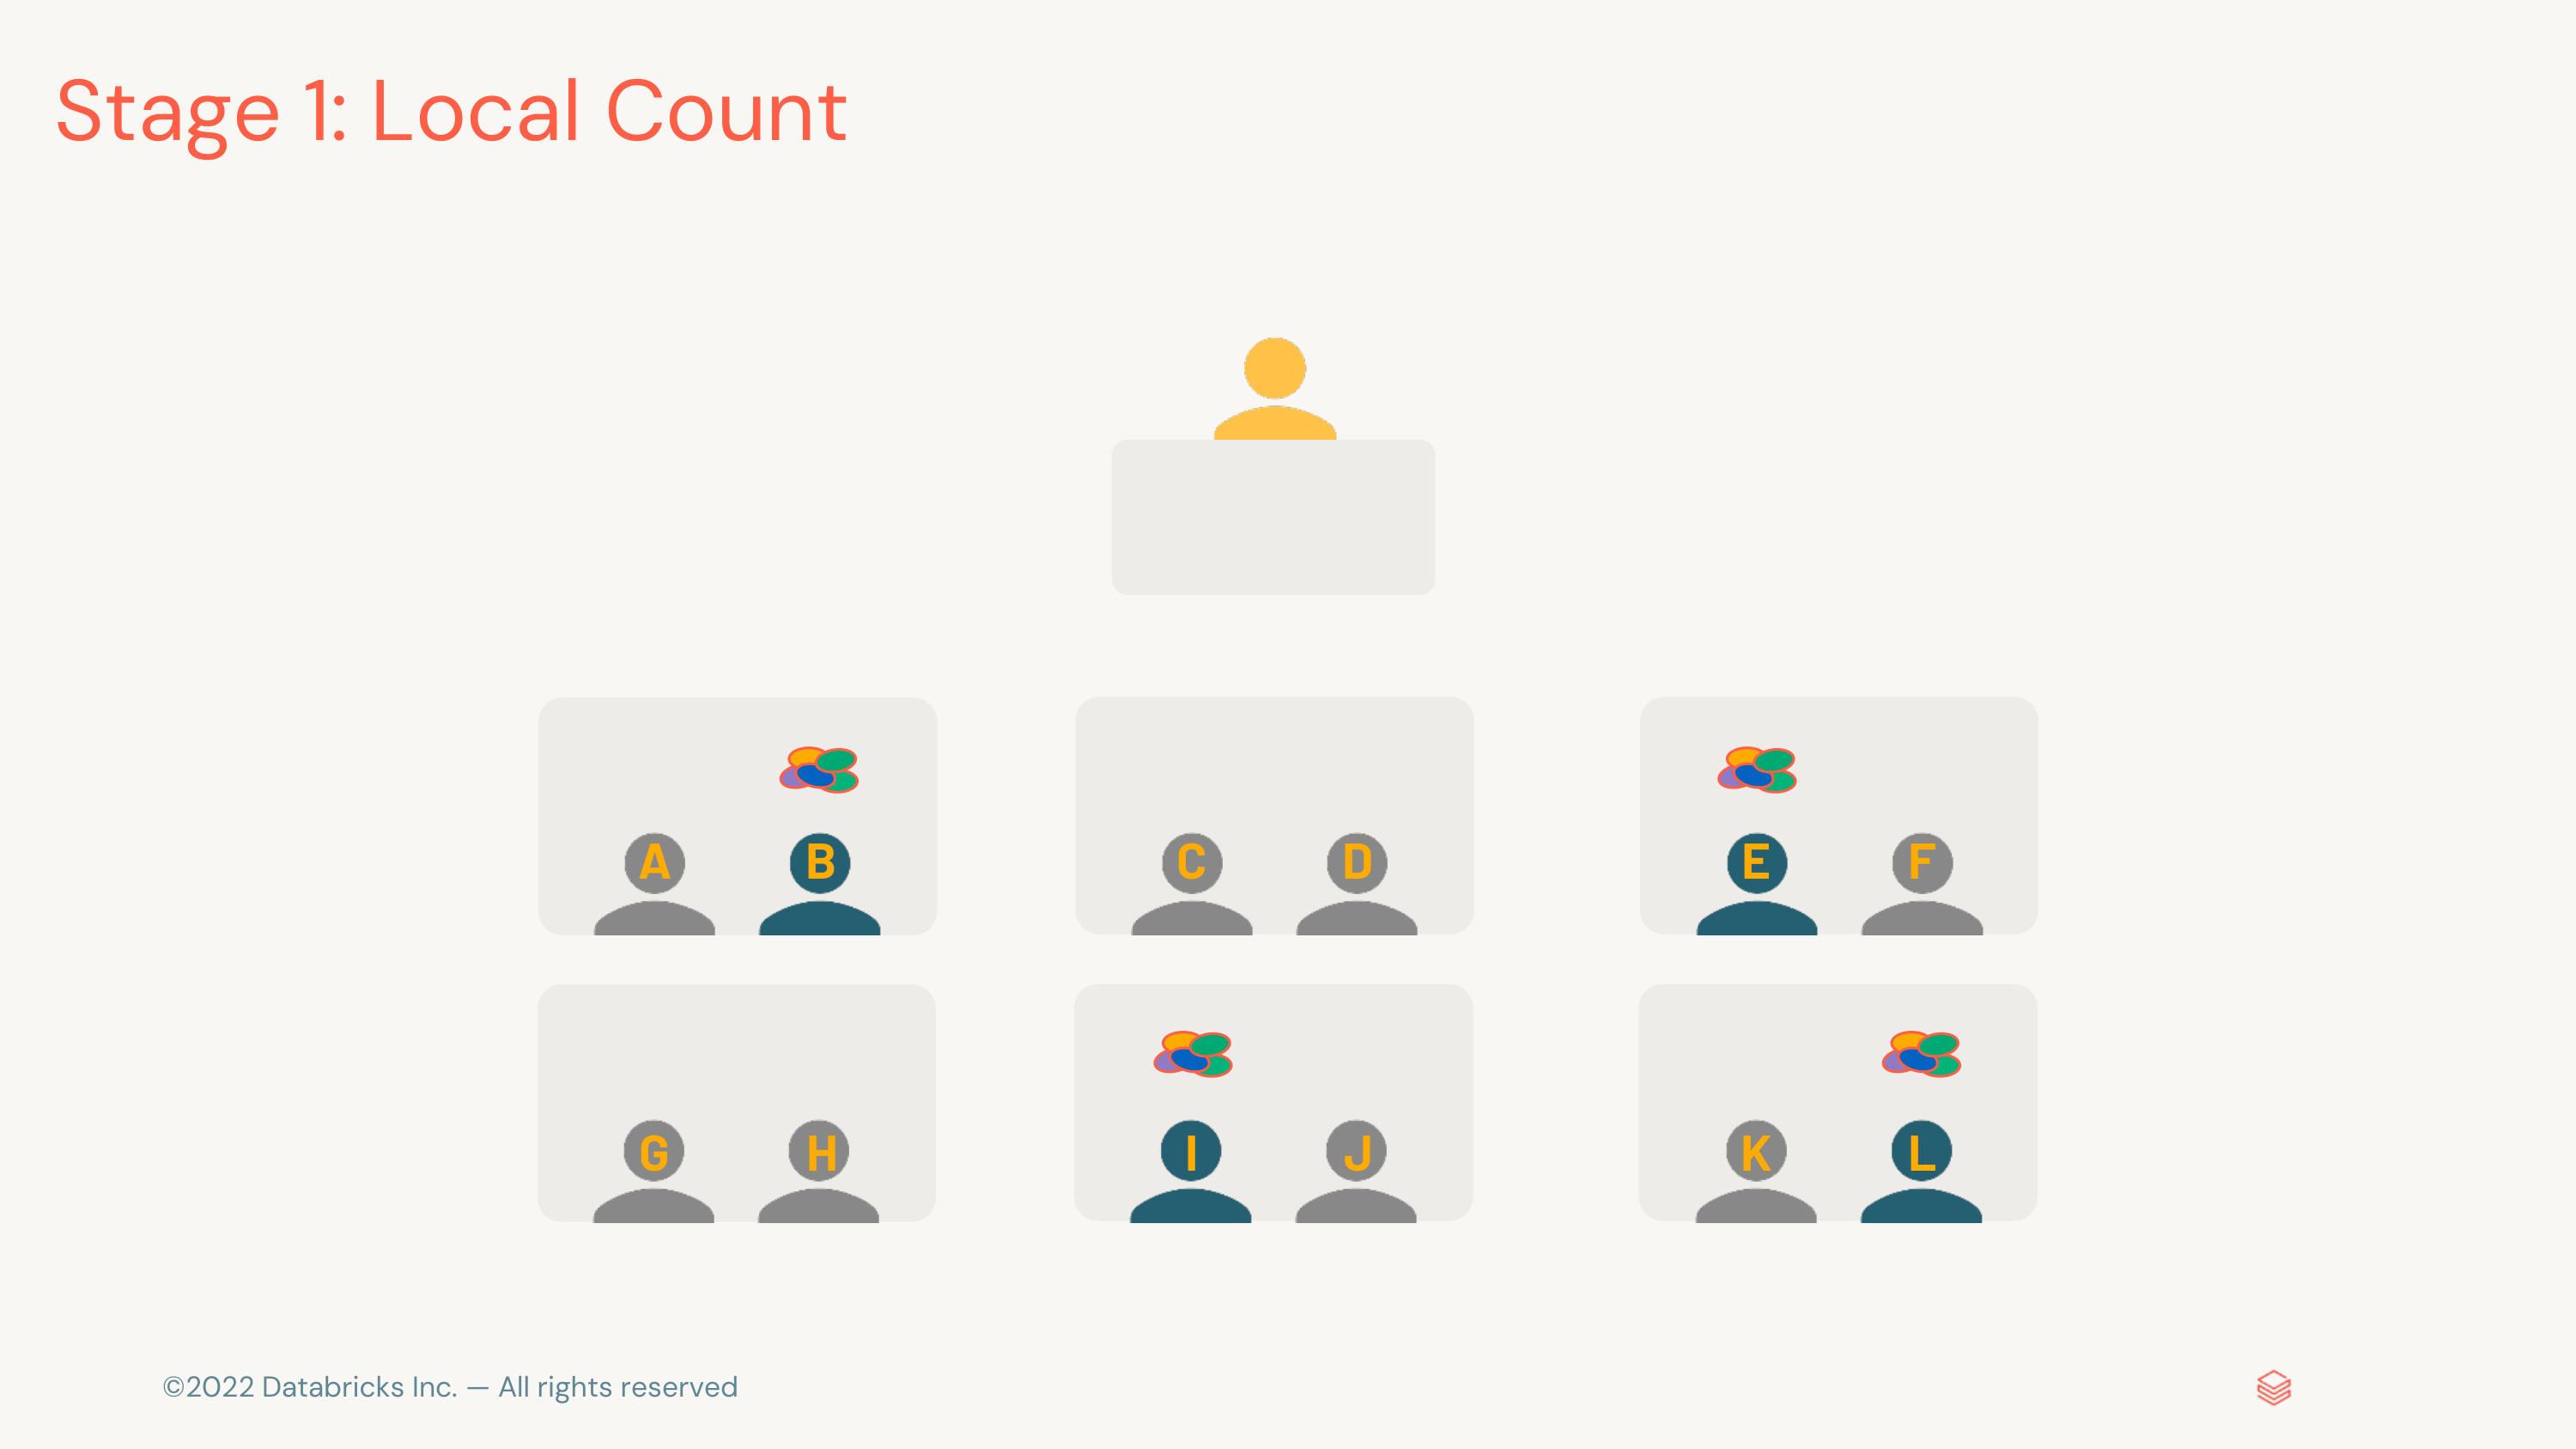 Stage 1: Local Count
A B C D E F
G H I J K L
©2022 Databricks Inc. — All rights reserved